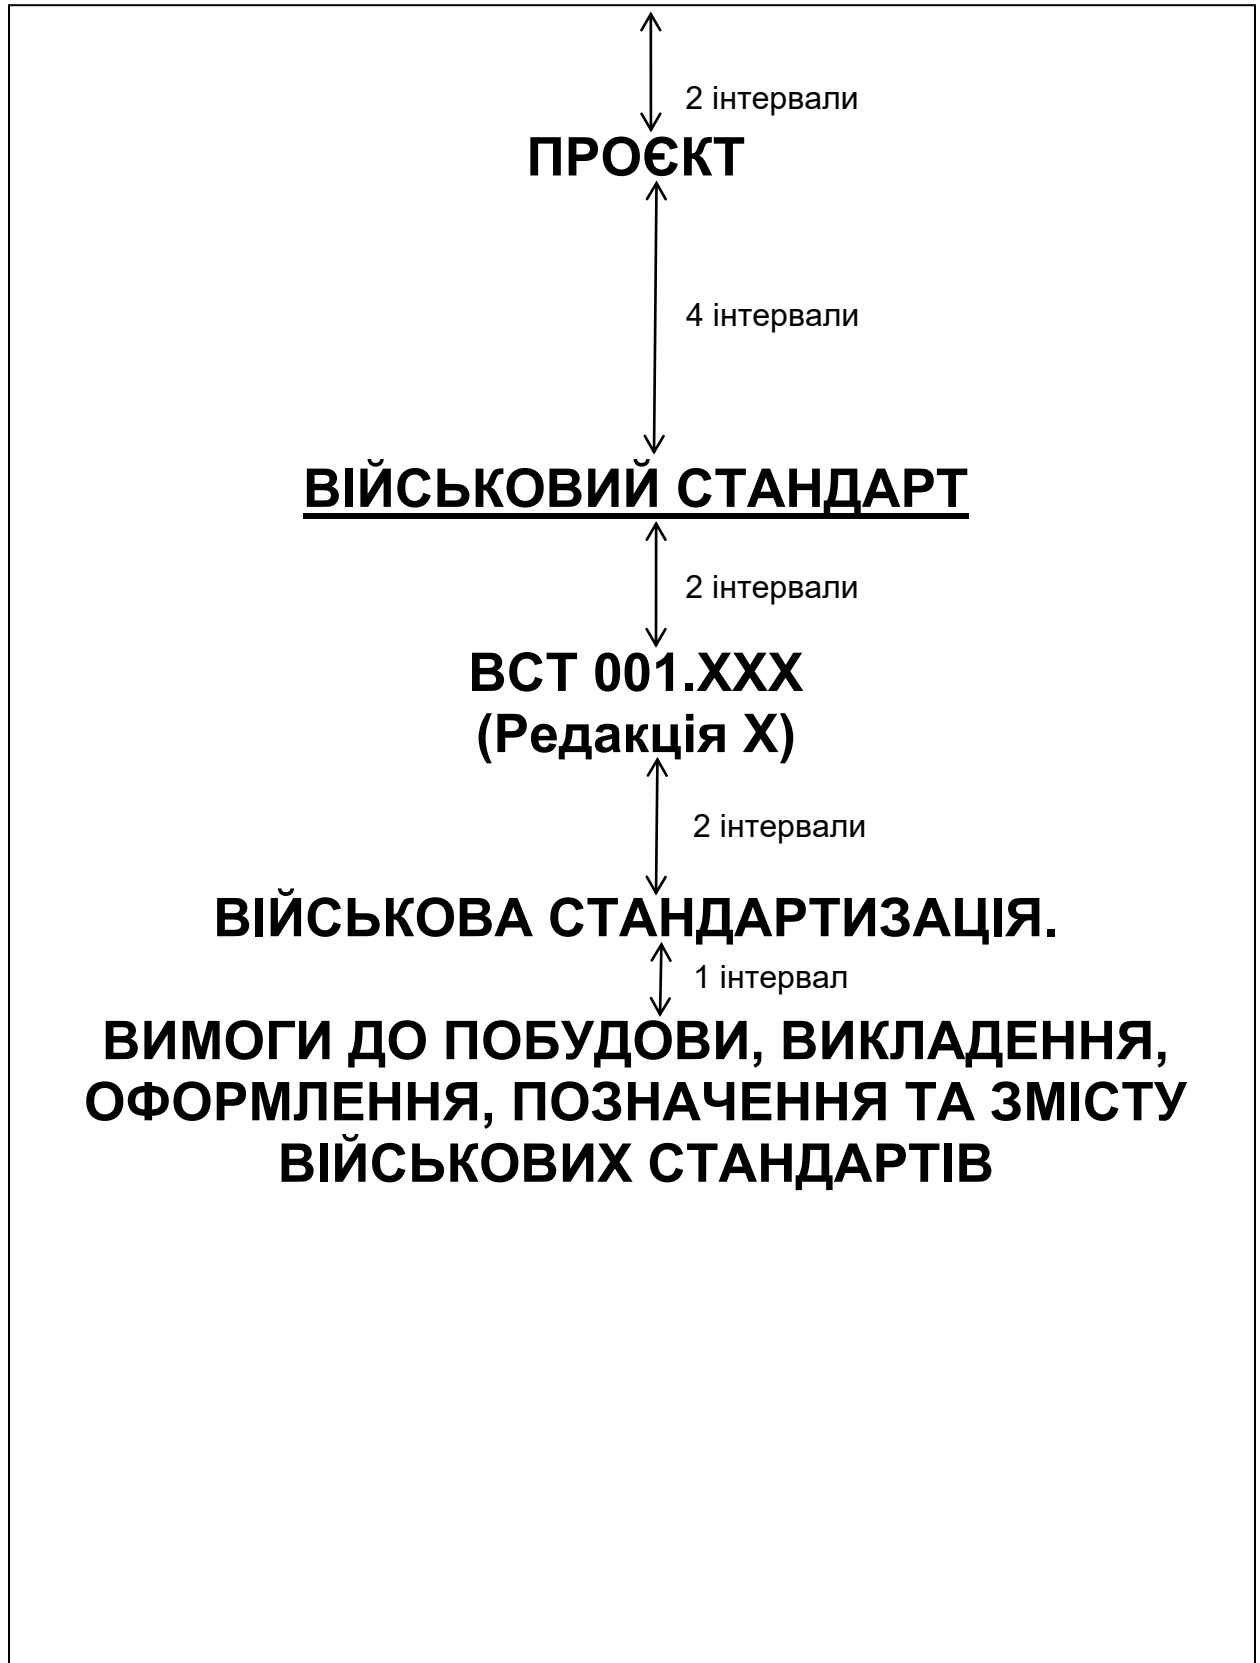 2 інтервали
ПРОЄКТ
4 інтервали
ВІЙСЬКОВИЙ СТАНДАРТ
2 інтервали
ВСТ 001.ХХХ
(Редакція Х)
2 інтервали
ВІЙСЬКОВА СТАНДАРТИЗАЦІЯ.
1 інтервал
ВИМОГИ ДО ПОБУДОВИ, ВИКЛАДЕННЯ,
ОФОРМЛЕННЯ, ПОЗНАЧЕННЯ ТА ЗМІСТУ
ВІЙСЬКОВИХ СТАНДАРТІВ